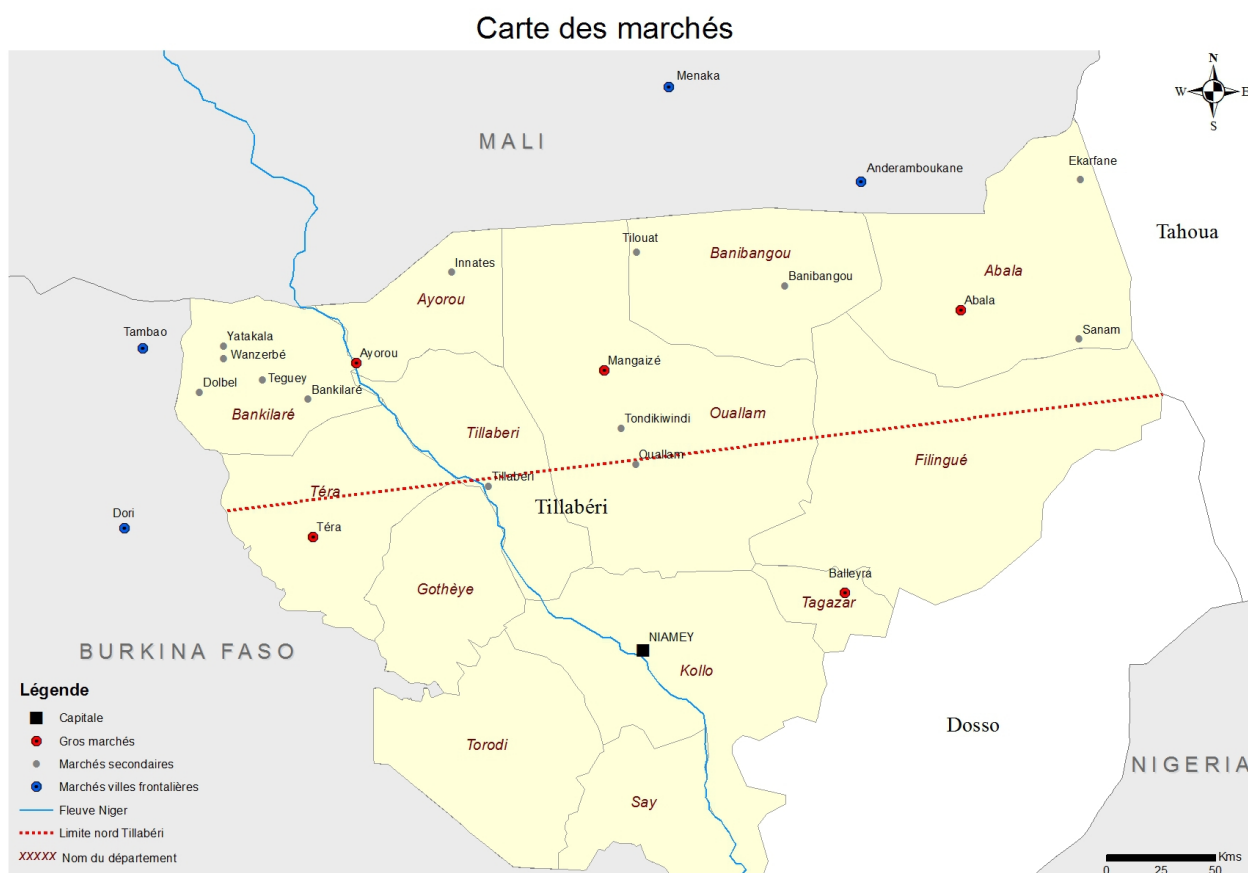 Carte des marchés
Menaka
N
W
E
S
MALI
Anderamboukane
Ekarfane
Tahoua
Tilouat
Banibangou
Innates
Abala
Banibangou
Ayorou
Abala
Tambao
Yatakala
Ayorou
Sanam
Wanzerbé
Mangaizé
Teguey
Dolbel
Bankilaré
Bankilaré
Ouallam
Tondikiwindi
Tillaberi
Ouallam
Filingué
Tillabéri
Téra
Tillabéri
Dori
Téra
Balleyra
Gothèye
Tagazar
NIAMEY
BURKINA FASO
Kollo
Légende
Capitale
Dosso
Gros marchés
Torodi
Marchés secondaires
NIGERIA
Marchés villes frontalières
Say
Fleuve Niger
Limite nord Tillabéri
XXXXX Nom du département
Kms
0 25 50